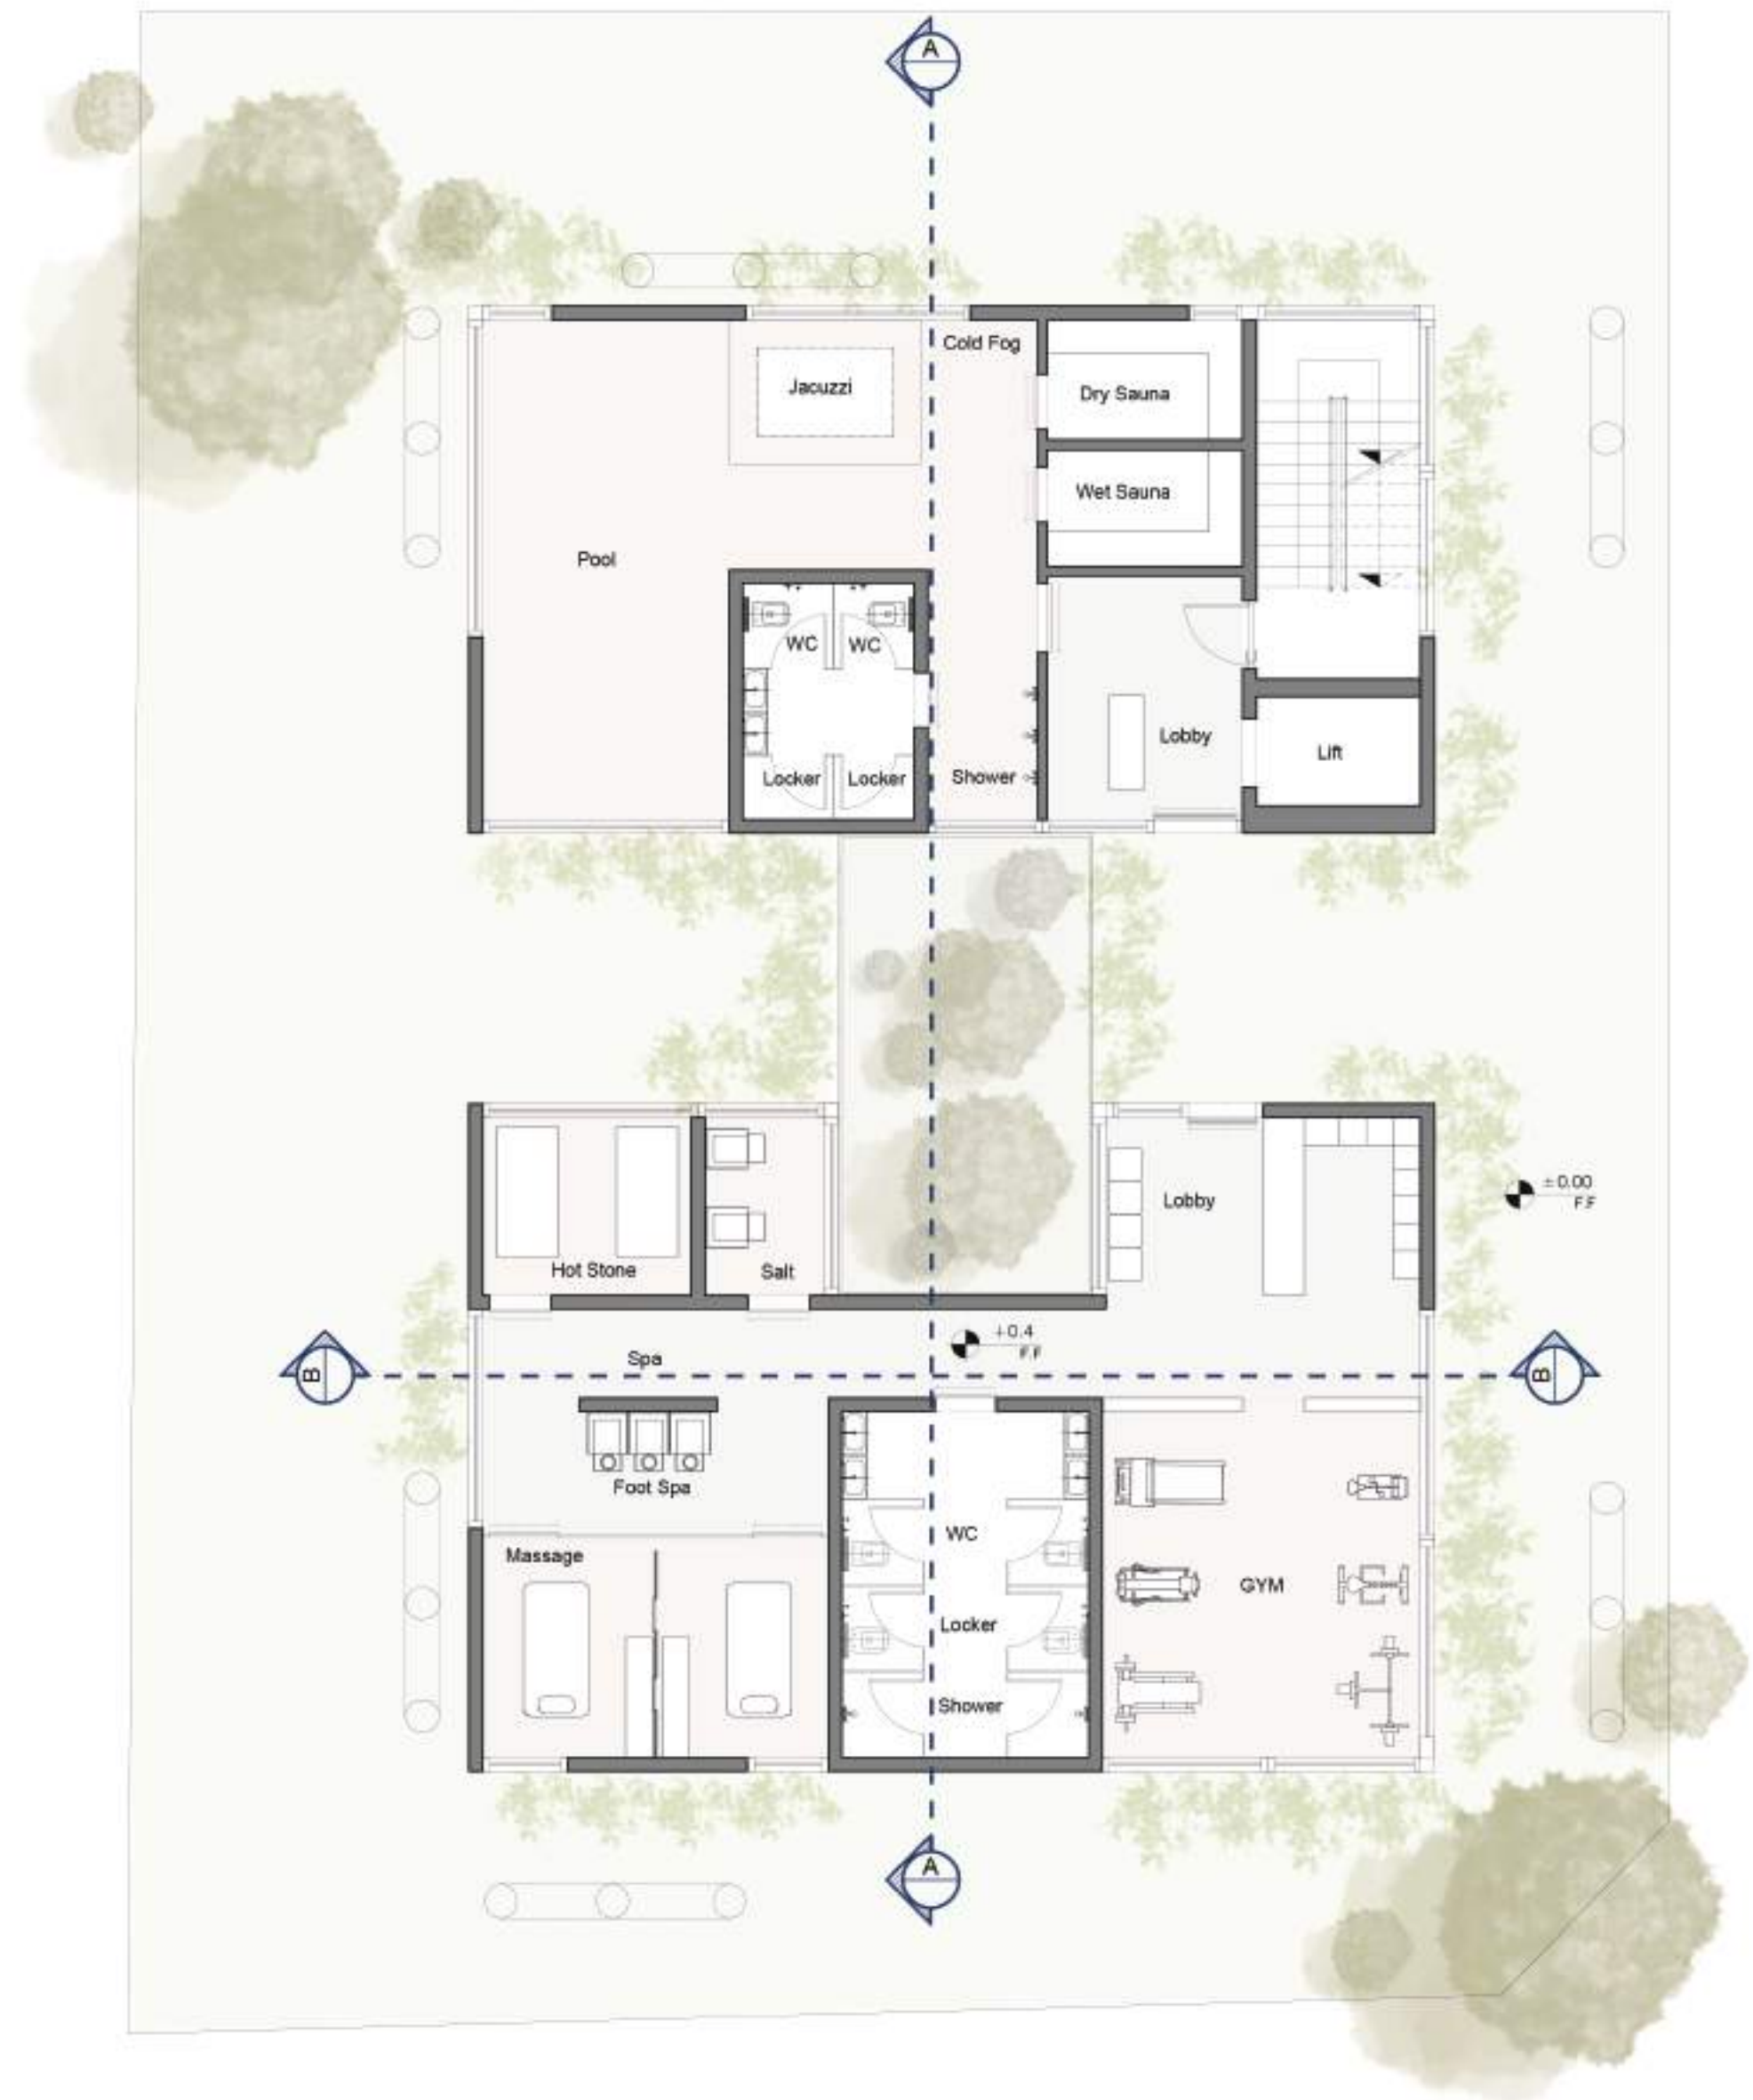 A
Cold Fog
Jacuzzi
Dry Sauna
Wet Sauna
Pool
WC WC
Lobby
Lift
Locker Locker
Shower
±0.00
F.F
Lobby
Hot Stone
Salt
+0.4
F.F
Spa
B
B
Foot Spa
WC
Massage
GYM
Locker
Shower
A